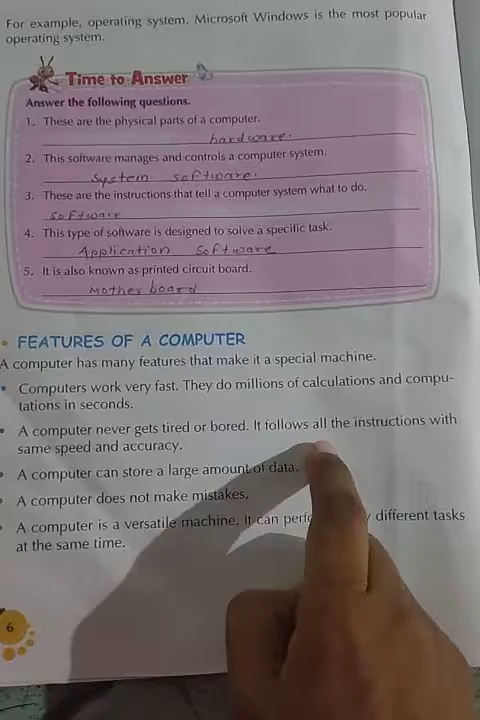 For example, operating system. Microsoft Windows is the most popular
operating system.
Time to Answer
Answer the following questions.
1. These are the physical parts of a computer.
hardware.
2. This software manages and controls a computer system.
System software.
3. These are the instructions that tell a computer system what to do.
Software
4. This type of software is designed to solve a specific task.
Application Software
5. It is also known as printed circuit board.
Mother board
• FEATURES OF A COMPUTER
A computer has many features that make it a special machine.
• Computers work very fast. They do millions of calculations and compu-
tations in seconds.
• A computer never gets tired or bored. It follows all the instructions with
same speed and accuracy.
• A computer can store a large amount of data.
• A computer does not make mistakes.
• A computer is a versatile machine. It can different tasks
at the same time.
6